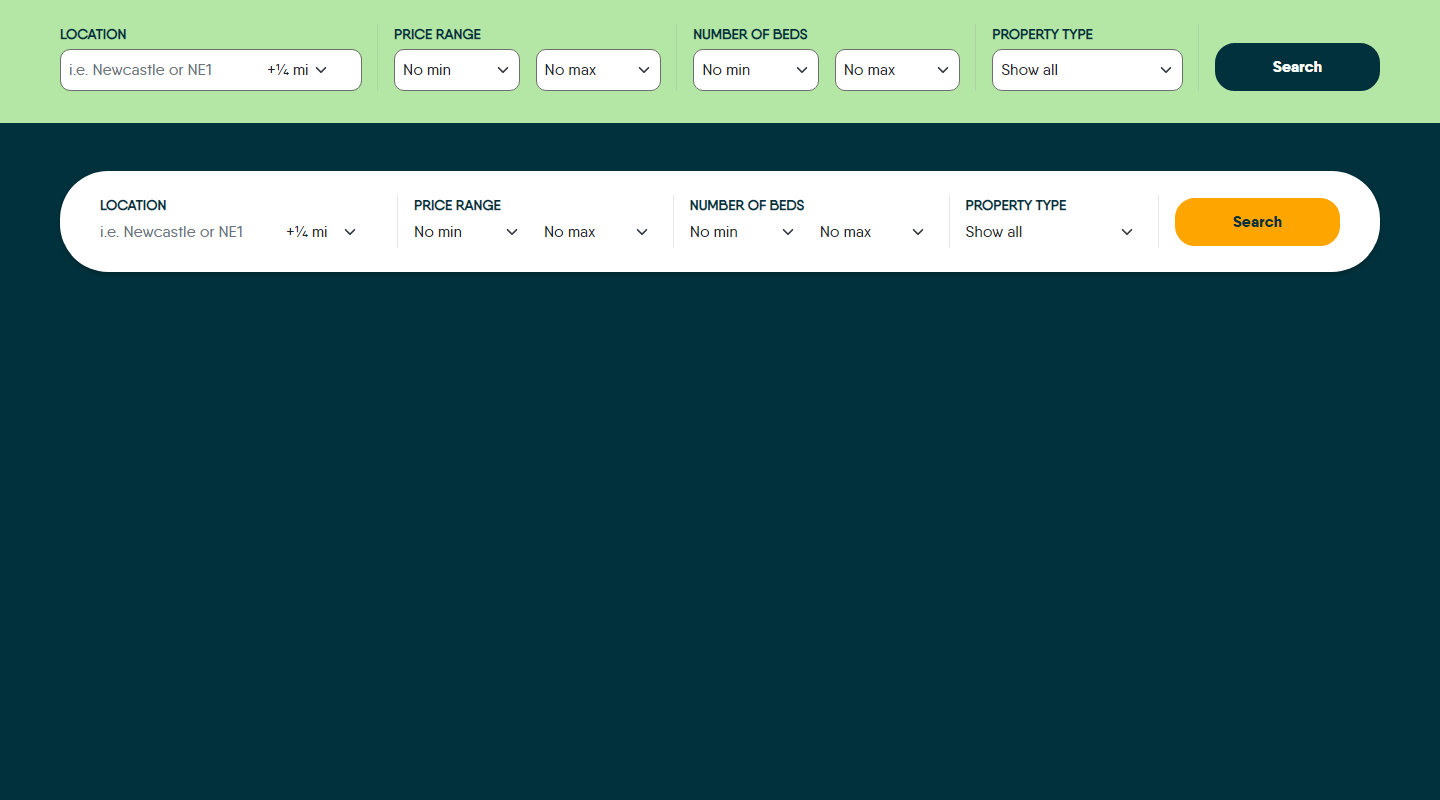 LOCATION PRICE RANGE NUMBER OF BEDS PROPERTY TYPE
i.e. Newcastle or NE1 +¼ mi No min No max No min No max Show all Search
LOCATION PRICE RANGE NUMBER OF BEDS PROPERTY TYPE
i.e. Newcastle or NE1 +¼ mi No min No max No min No max Show all Search